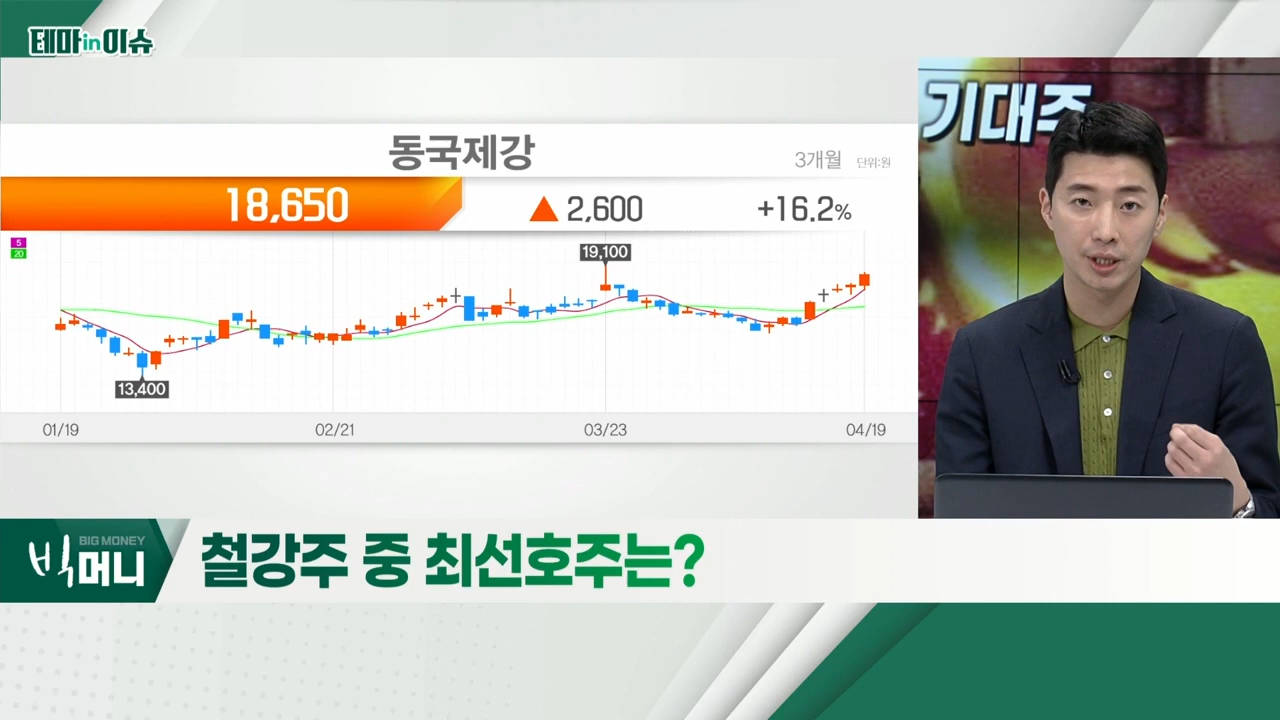 테마in이슈
기대주
동국제강
3개월 단위:원
18,650 ▲ 2,600 +16.2%
5
20
19,100
13,400
01/19 02/21 03/23 04/19
BIG MONEY
빅머니
철강주 중 최선호주는?